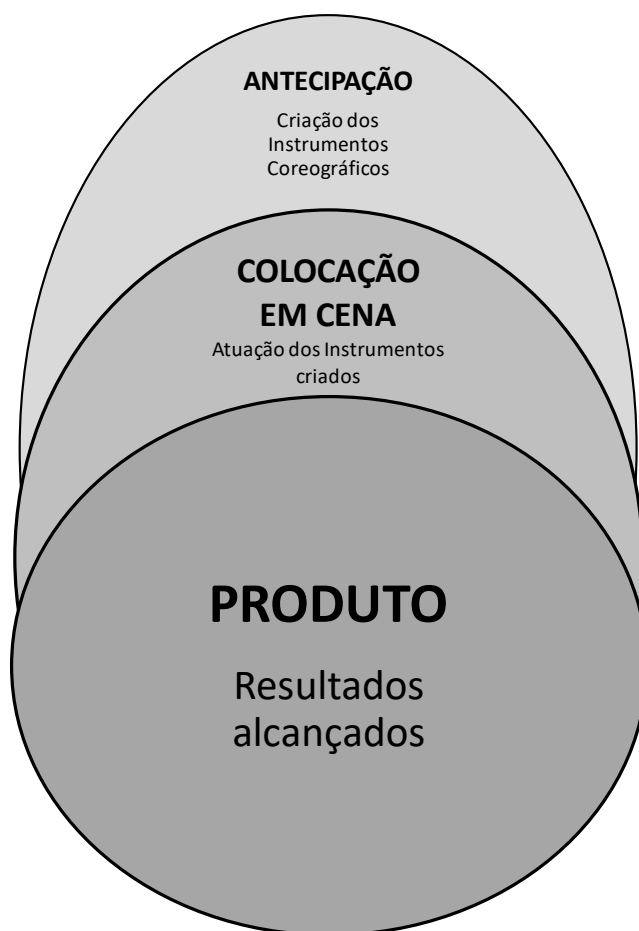 ANTECIPAÇÃO
Criação dos
Instrumentos
Coreográficos
COLOCAÇÃO
EM CENA
Atuação dos Instrumentos
criados
PRODUTO
Resultados
alcançados